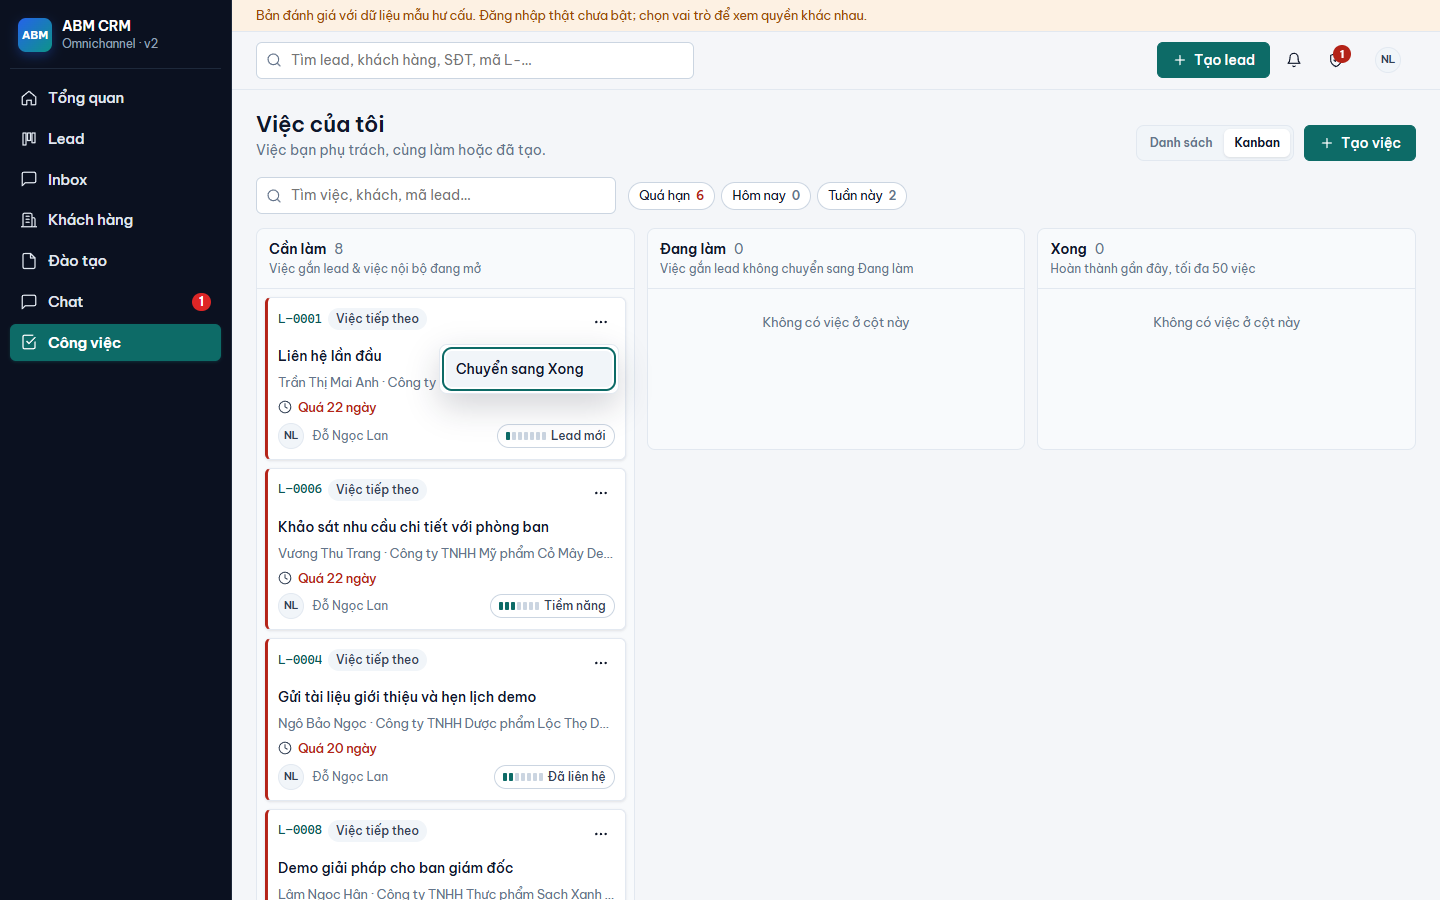 ABM
ABM CRM
Omnichannel · v2
Tổng quan
Lead
Inbox
Khách hàng
Đào tạo
Chat 1
Công việc
Bản đánh giá với dữ liệu mẫu hư cấu. Đăng nhập thật chưa bật; chọn vai trò để xem quyền khác nhau.
Tìm lead, khách hàng, SĐT, mã L-…
Tạo lead
1
NL
Việc của tôi
Việc bạn phụ trách, cùng làm hoặc đã tạo.
Danh sách
Kanban
Tạo việc
Tìm việc, khách, mã lead…
Quá hạn 6
Hôm nay 0
Tuần này 2
Cần làm 8
Việc gắn lead & việc nội bộ đang mở
L-0001 Việc tiếp theo
Liên hệ lần đầu
Trần Thị Mai Anh · Công ty
Chuyển sang Xong
Quá 22 ngày
NL Đỗ Ngọc Lan
Lead mới
L-0006 Việc tiếp theo
Khảo sát nhu cầu chi tiết với phòng ban
Vương Thu Trang · Công ty TNHH Mỹ phẩm Cỏ Mây De…
Quá 22 ngày
NL Đỗ Ngọc Lan
Tiềm năng
L-0004 Việc tiếp theo
Gửi tài liệu giới thiệu và hẹn lịch demo
Ngô Bảo Ngọc · Công ty TNHH Dược phẩm Lộc Thọ D…
Quá 20 ngày
NL Đỗ Ngọc Lan
Đã liên hệ
L-0008 Việc tiếp theo
Demo giải pháp cho ban giám đốc
Lâm Ngọc Hân · Công ty TNHH Thực phẩm Sạch Xanh …
Đang làm 0
Việc gắn lead không chuyển sang Đang làm
Không có việc ở cột này
Xong 0
Hoàn thành gần đây, tối đa 50 việc
Không có việc ở cột này